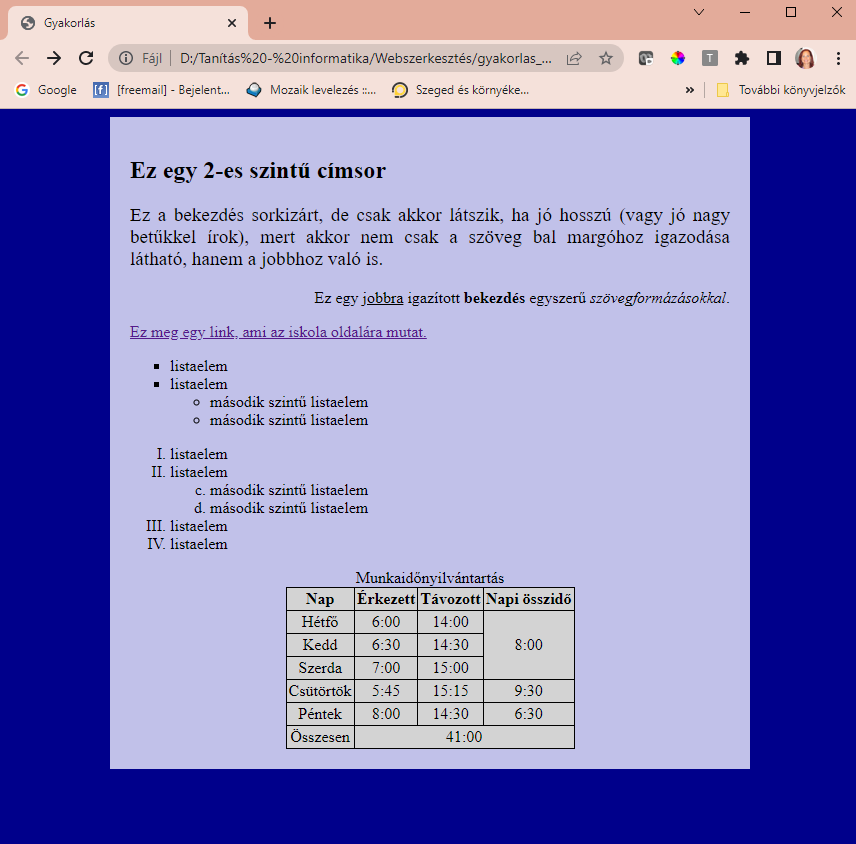 Gyakorlás
Fájl D:/Tanítás%20-%20informatika/Webszerkesztés/gyakorlas_...
T
Google [freemail] - Bejelent... Mozaik levelezés ::... Szeged és környéke... » További könyvjelzők
Ez egy 2-es szintű címsor
Ez a bekezdés sorkizárt, de csak akkor látszik, ha jó hosszú (vagy jó nagy
betűkkel írok), mert akkor nem csak a szöveg bal margóhoz igazodása
látható, hanem a jobbhoz való is.
Ez egy jobbra igazított bekezdés egyszerű szövegformázásokkal.
Ez meg egy link, ami az iskola oldalára mutat.
listaelem
listaelem
második szintű listaelem
második szintű listaelem
I. listaelem
II. listaelem
c. második szintű listaelem
d. második szintű listaelem
III. listaelem
IV. listaelem
Munkaidőnyilvántartás
Nap Érkezett Távozott Napi összidő
Hétfő 6:00 14:00
Kedd 6:30 14:30 8:00
Szerda 7:00 15:00
Csütörtök 5:45 15:15 9:30
Péntek 8:00 14:30 6:30
Összesen 41:00